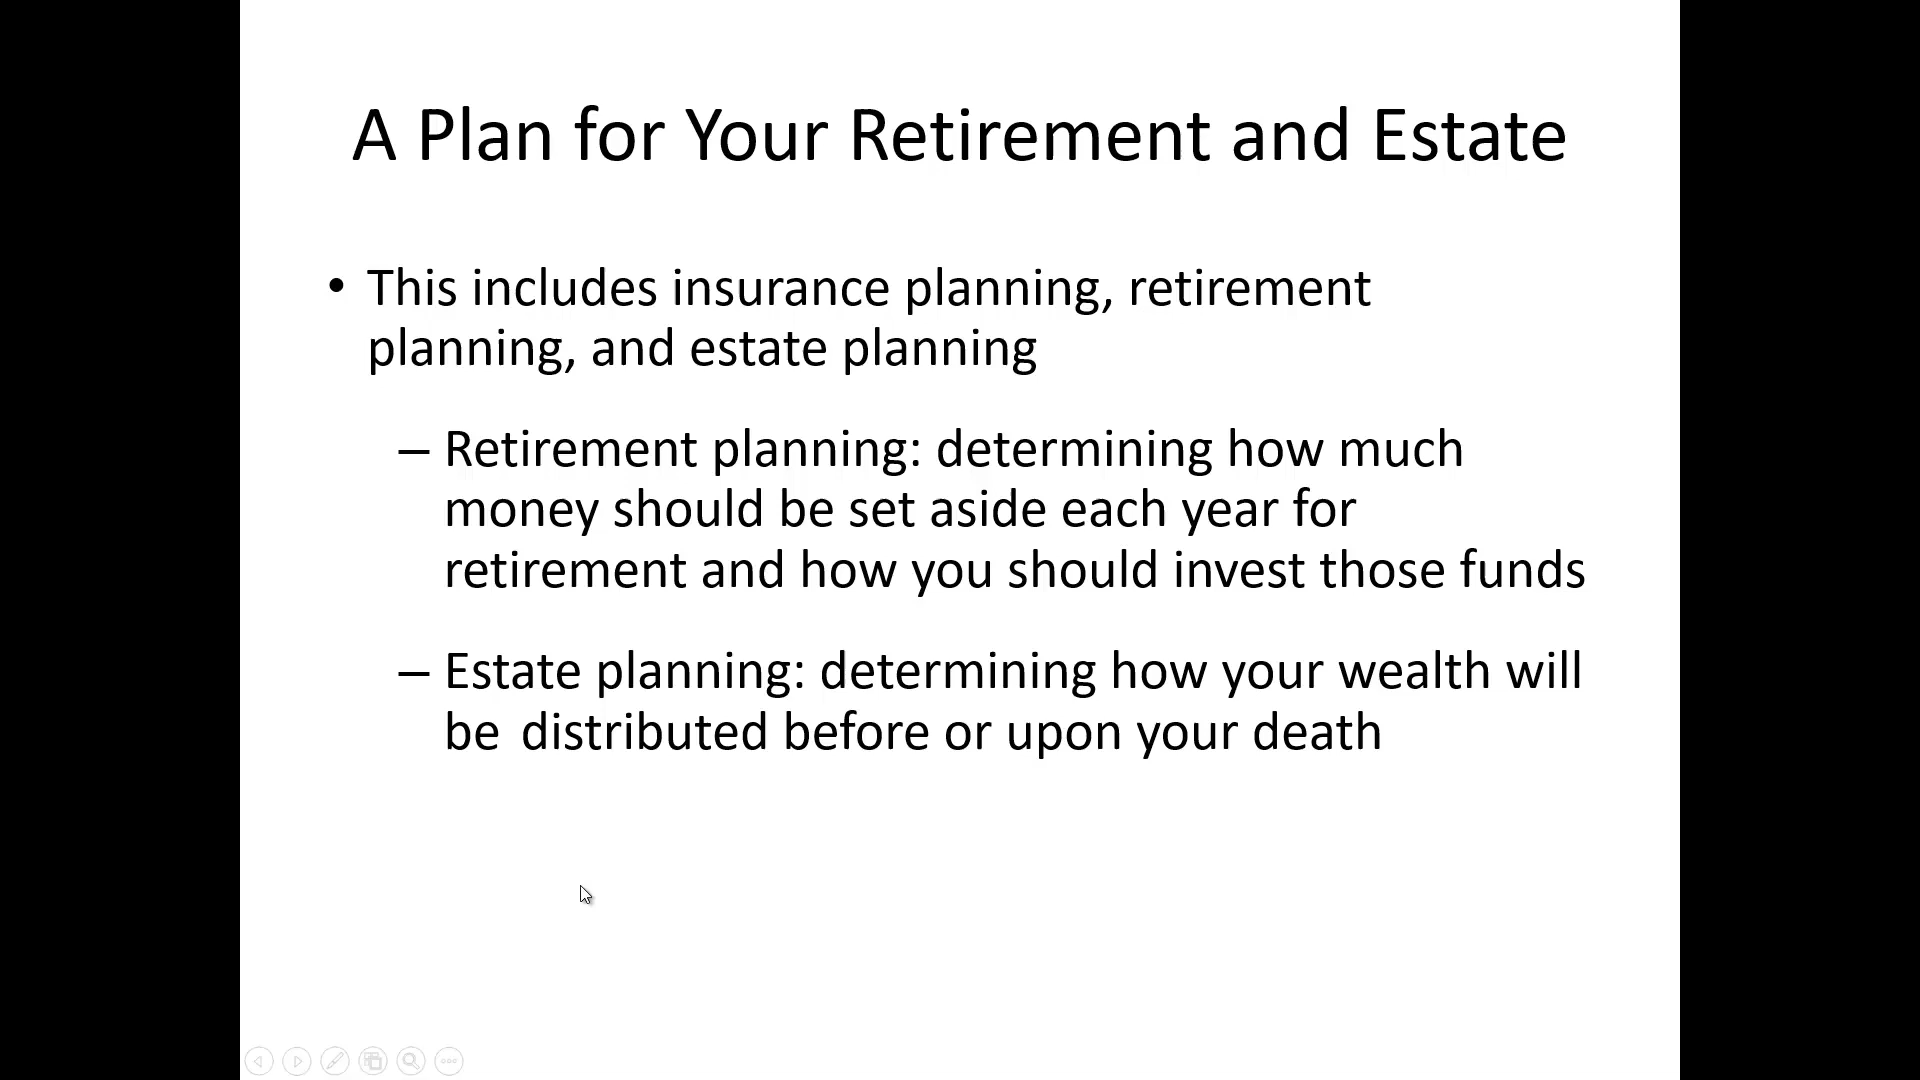 A Plan for Your Retirement and Estate
• This includes insurance planning, retirement
planning, and estate planning
– Retirement planning: determining how much
money should be set aside each year for
retirement and how you should invest those funds
– Estate planning: determining how your wealth will
be distributed before or upon your death